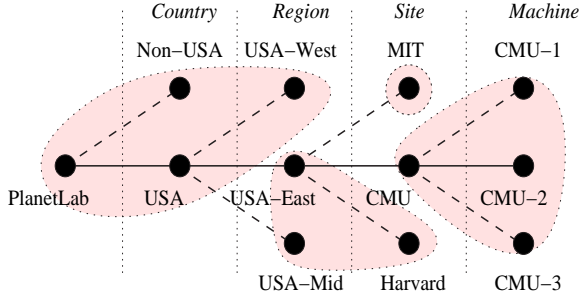 Country Region Site Machine
Non-USA USA-West MIT CMU-1
PlanetLab USA USA-East CMU CMU-2
USA-Mid Harvard CMU-3